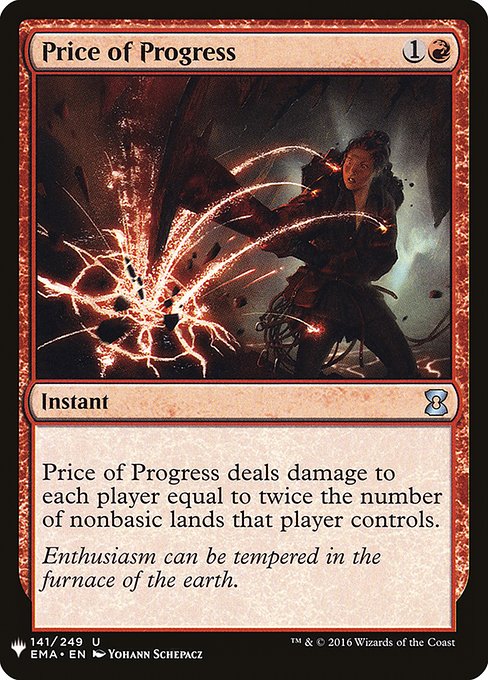 Price of Progress 1
Instant
Price of Progress deals damage to
each player equal to twice the number
of nonbasic lands that player controls.
Enthusiasm can be tempered in the
furnace of the earth.
141/249 U
EMA • EN Yohann Schepacz
™ & © 2016 Wizards of the Coast